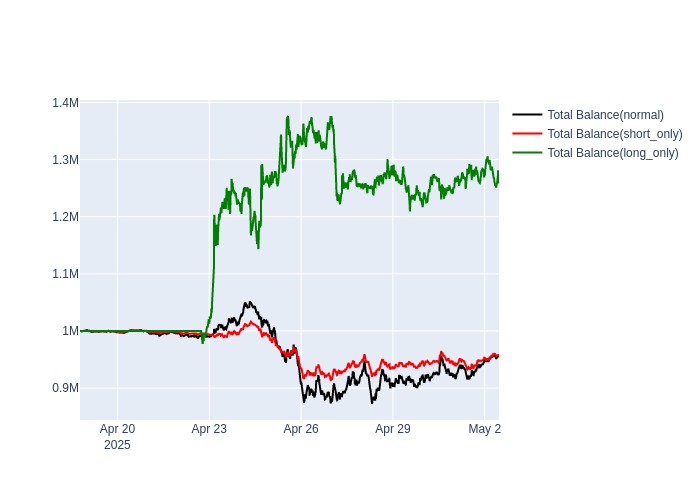 1.4M
1.3M
1.2M
1.1M
1M
0.9M
Apr 20
2025
Apr 23
Apr 26
Apr 29
May 2
Total Balance(normal)
Total Balance(short_only)
Total Balance(long_only)